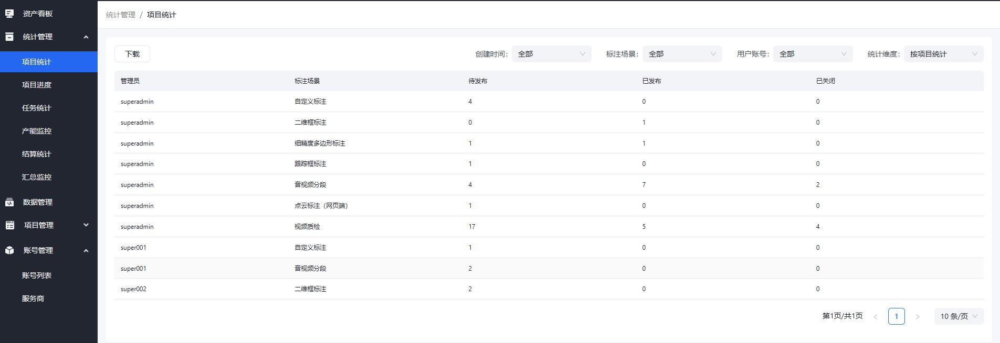 资产看板
统计管理
项目统计
项目进度
任务统计
产能监控
结算统计
汇总监控
数据管理
项目管理
账号管理
账号列表
服务商
统计管理 / 项目统计
下载 创建时间: 全部 标注场景: 全部 用户账号: 全部 统计维度: 按项目统计
管理员 标注场景 待发布 已发布 已关闭
superadmin 自定义标注 4 0 0
superadmin 二维框标注 0 1 0
superadmin 细精度多边形标注 1 1 0
superadmin 跟踪框标注 1 0 0
superadmin 音视频分段 4 7 2
superadmin 点云标注（网页端） 1 0 0
superadmin 视频质检 17 5 4
super001 自定义标注 1 0 0
super001 音视频分段 2 0 0
super002 二维框标注 2 0 0
第1页/共1页 < 1 > 10 条/页